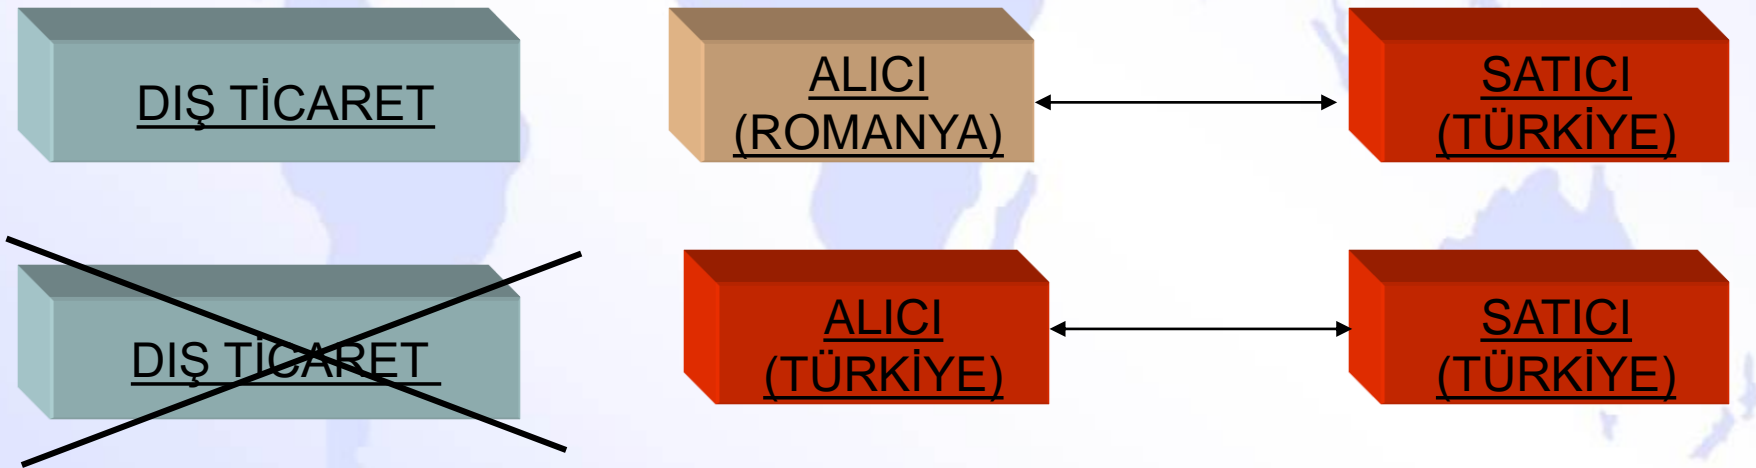 DIŞ TİCARET
ALICI
(ROMANYA)
SATICI
(TÜRKİYE)
DIŞ TİCARET
ALICI
(TÜRKİYE)
SATICI
(TÜRKİYE)